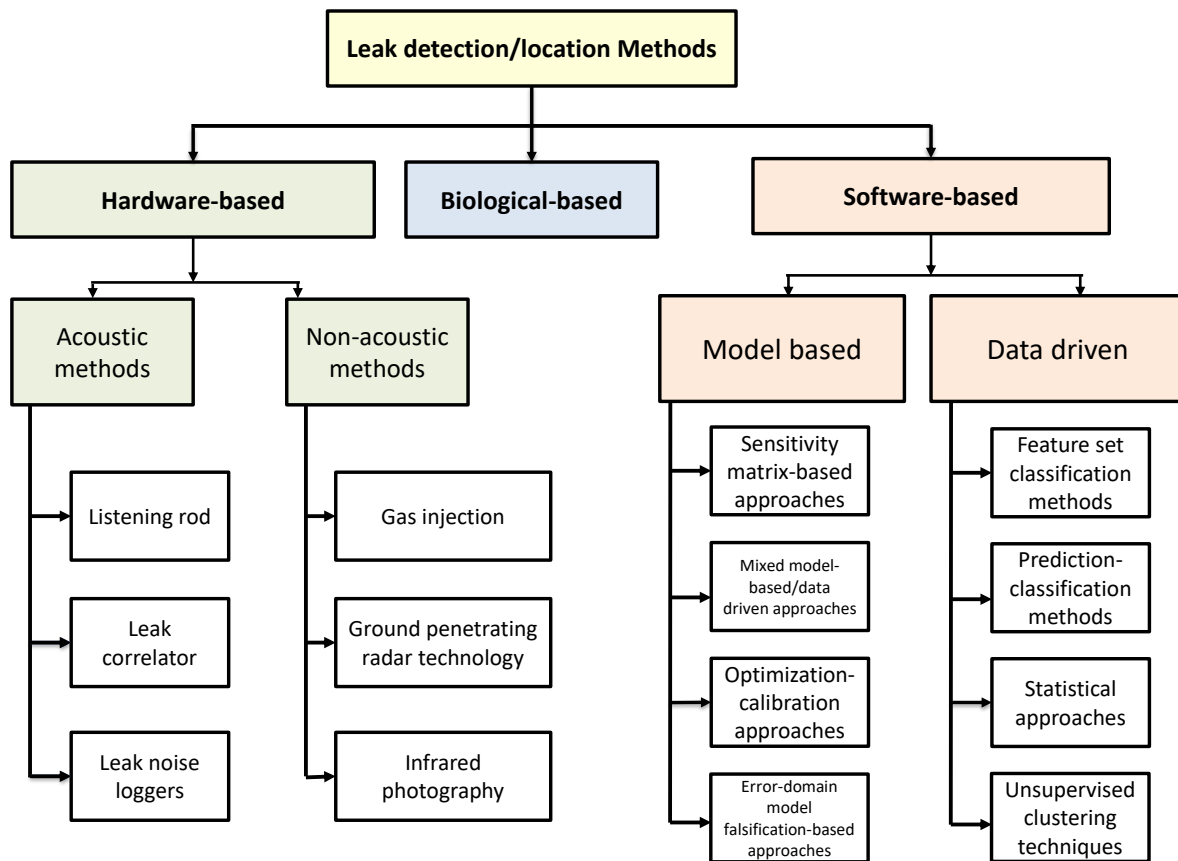 Leak detection/location Methods
Hardware-based
Biological-based
Software-based
Acoustic
methods
Non-acoustic
methods
Model based
Data driven
Listening rod
Leak
correlator
Leak noise
loggers
Gas injection
Ground penetrating
radar technology
Infrared
photography
Sensitivity
matrix-based
approaches
Mixed model-
based/data
driven approaches
Optimization-
calibration
approaches
Error-domain
model
falsification-based
approaches
Feature set
classification
methods
Prediction-
classification
methods
Statistical
approaches
Unsupervised
clustering
techniques